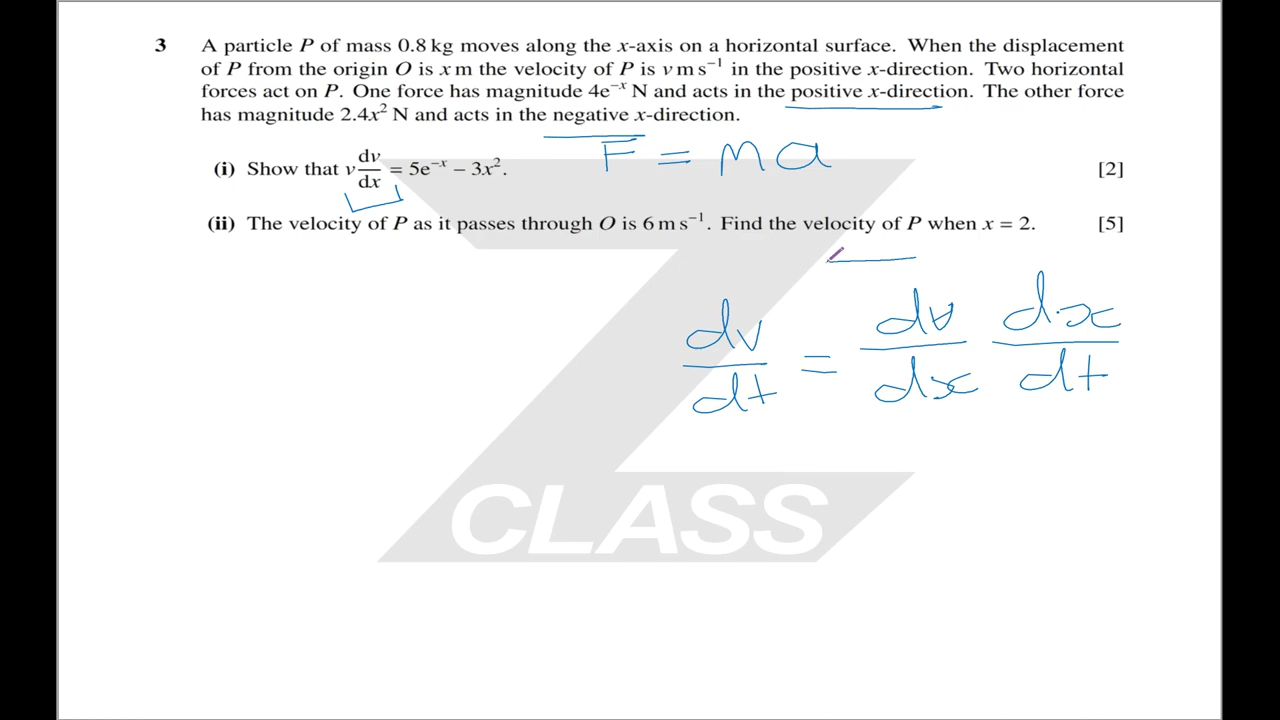 3 A particle P of mass 0.8 kg moves along the x-axis on a horizontal surface. When the displacement
of P from the origin O is x m the velocity of P is v m s⁻¹ in the positive x-direction. Two horizontal
forces act on P. One force has magnitude 4e⁻ˣ N and acts in the positive x-direction. The other force
has magnitude 2.4x² N and acts in the negative x-direction.
F = ma
(i) Show that v dv/dx = 5e⁻ˣ − 3x². [2]
(ii) The velocity of P as it passes through O is 6 m s⁻¹. Find the velocity of P when x = 2. [5]
dv/dt = dv/dx dx/dt
Z
CLASS